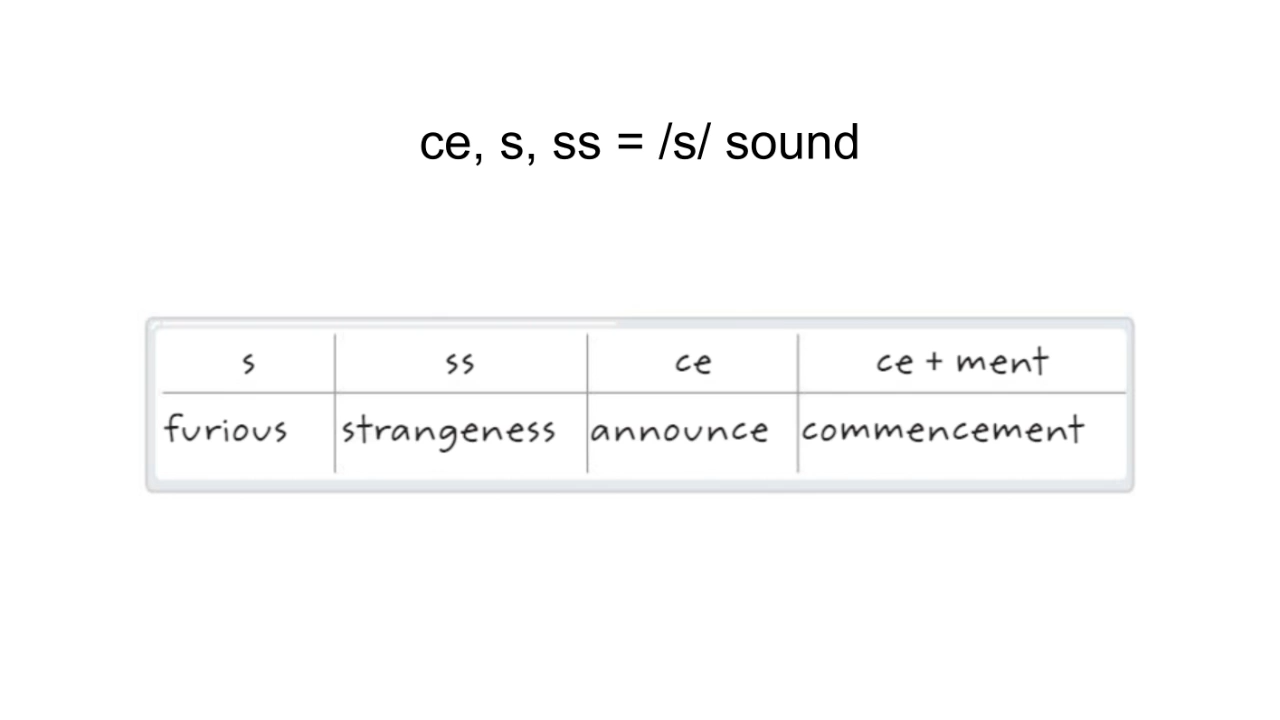 ce, s, ss = /s/ sound
s ss ce ce + ment
furious strangeness announce commencement